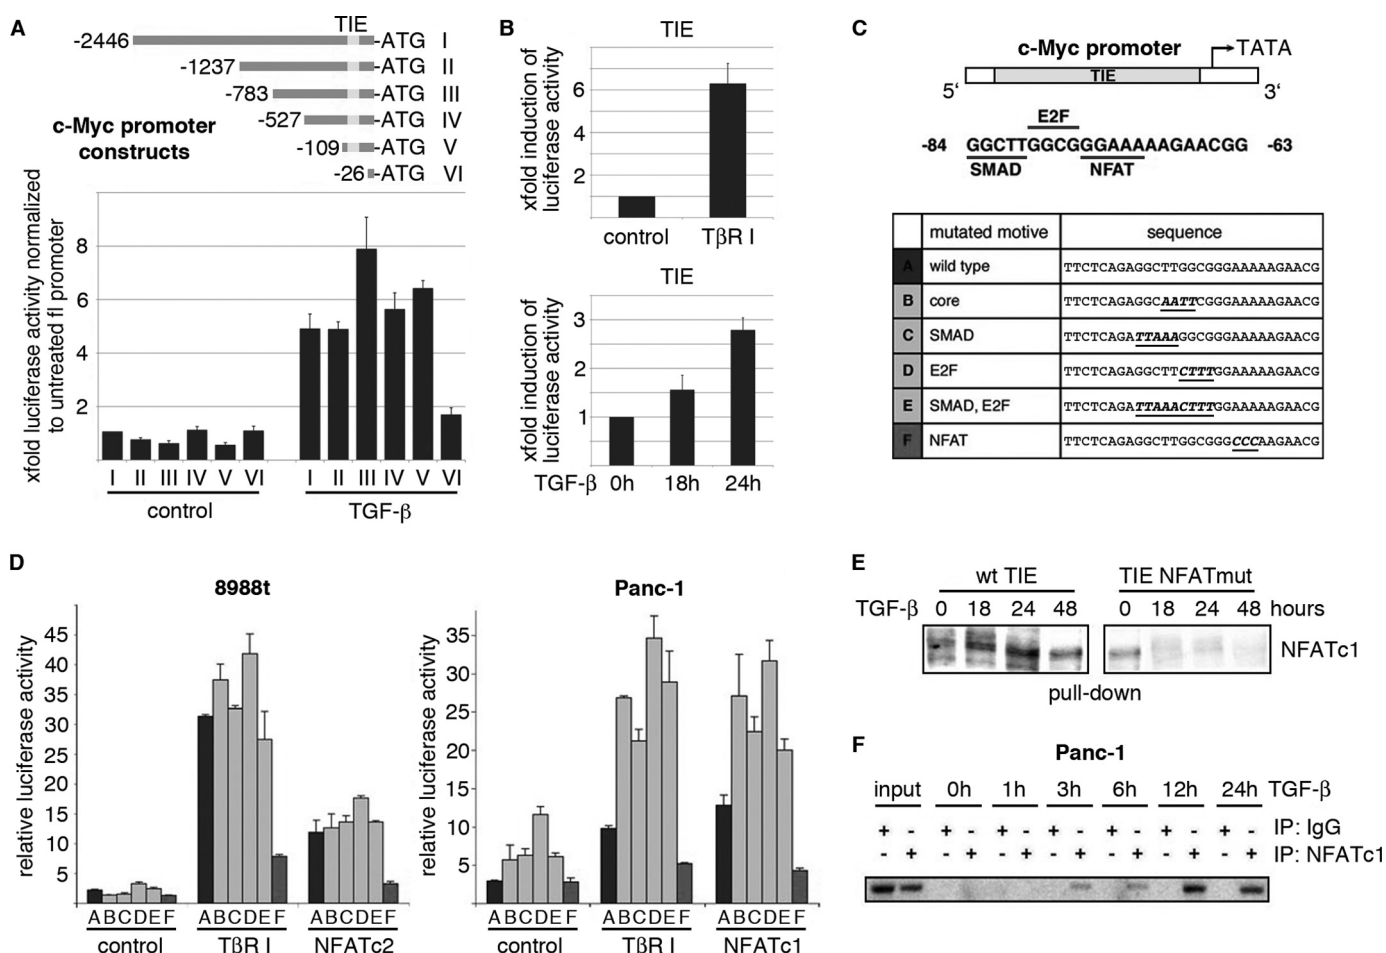 A
TIE
-2446 -ATG I
-1237 -ATG II
-783 -ATG III
-527 -ATG IV
-109 -ATG V
-26 -ATG VI
c-Myc promoter
constructs
xfold luciferase activity normalized
to untreated fl promoter
8
6
4
2
I II III IV V VI I II III IV V VI
control TGF-β
B
TIE
xfold induction of
luciferase activity
6
4
2
control TβR I
TIE
xfold induction of
luciferase activity
3
2
1
TGF-β 0h 18h 24h
C
c-Myc promoter TATA
TIE
5' 3'
E2F
-84 GGCTTGGCGGGAAAAAGAACGG -63
SMAD NFAT
mutated motive sequence
A wild type TTCTCAGAGGCTTGGCGGGAAAAAGAACG
B core TTCTCAGAGGCAATTCGGGAAAAAGAACG
C SMAD TTCTCAGATTAAAGGCGGGAAAAAGAACG
D E2F TTCTCAGAGGCTTCTTTGGAAAAAGAACG
E SMAD, E2F TTCTCAGATTAAACTTTGGAAAAAGAACG
F NFAT TTCTCAGAGGCTTGGCGGGCCCAAGAACG
D
8988t
relative luciferase activity
45
40
35
30
25
20
15
10
5
ABCDEF ABCDEF ABCDEF
control TβR I NFATc2
Panc-1
relative luciferase activity
35
30
25
20
15
10
5
ABCDEF ABCDEF ABCDEF
control TβR I NFATc1
E
wt TIE TIE NFATmut
TGF-β 0 18 24 48 0 18 24 48 hours
NFATc1
pull-down
F
Panc-1
input 0h 1h 3h 6h 12h 24h TGF-β
+ - + - + - + - + - + - + - IP: IgG
- + - + - + - + - + - + - + IP: NFATc1